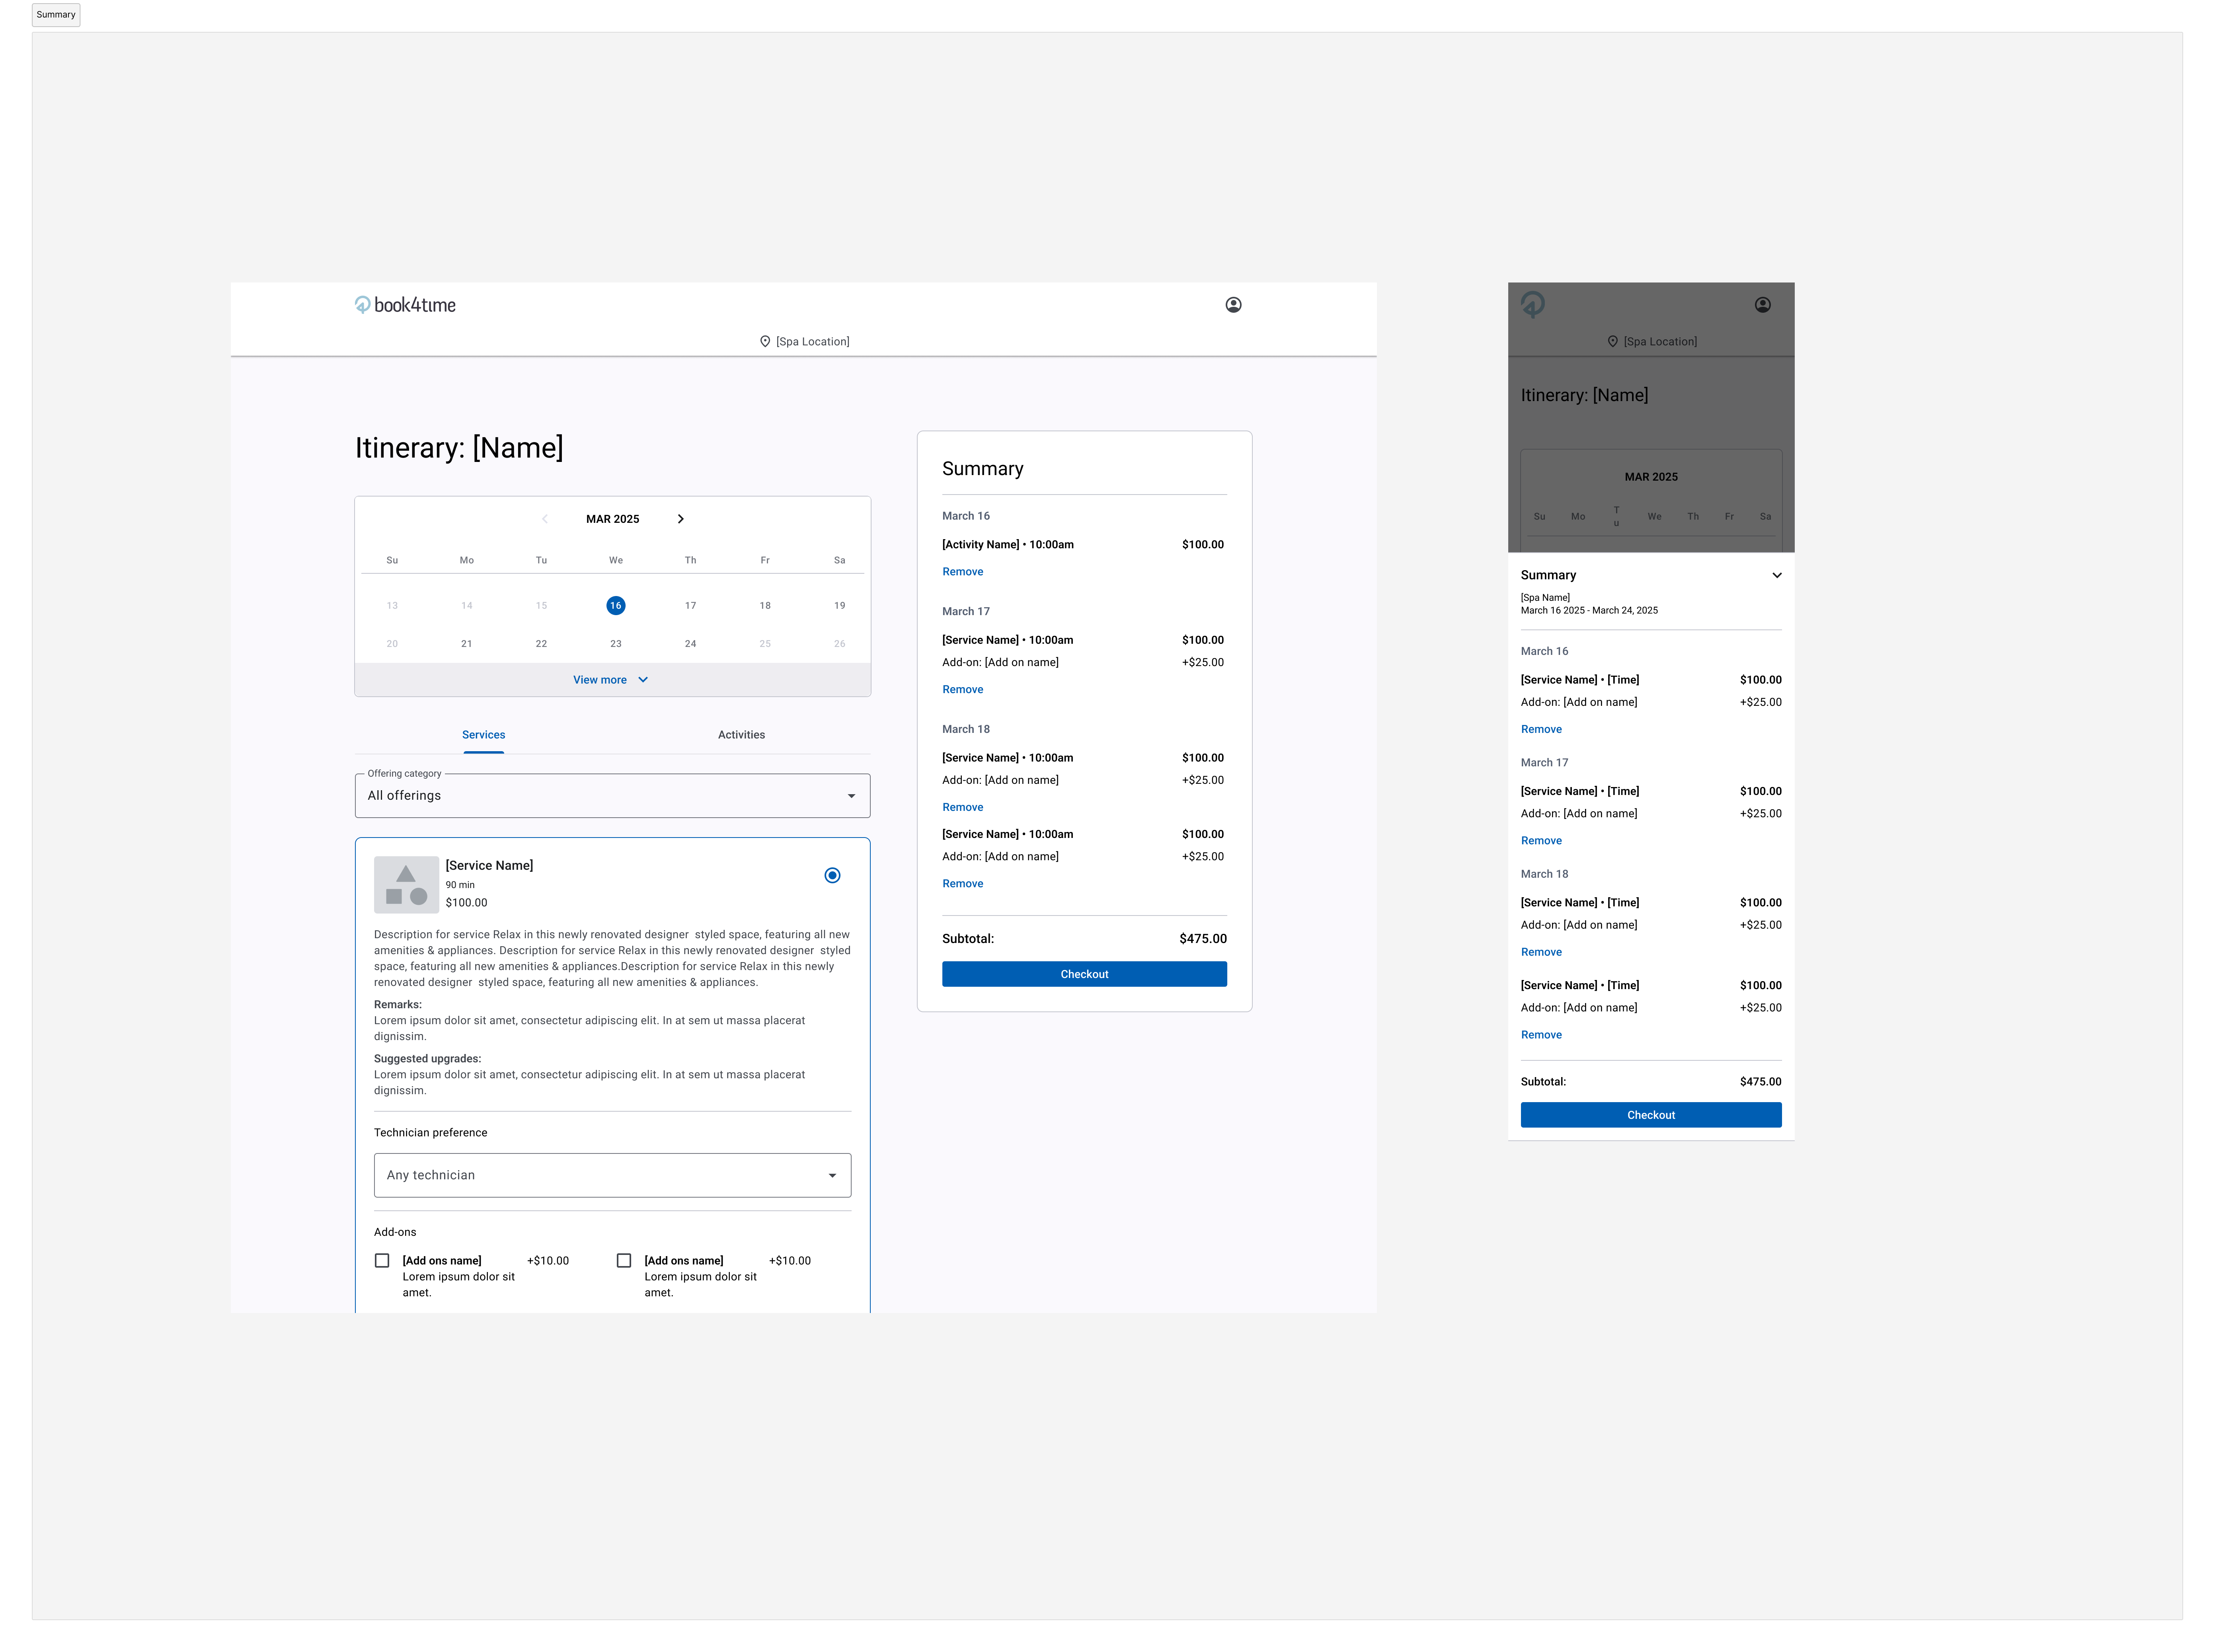 Summary
book4time
[Spa Location]
Itinerary: [Name]
MAR 2025
Su Mo Tu We Th Fr Sa
13 14 15 16 17 18 19
20 21 22 23 24 25 26
View more
Services Activities
Offering category
All offerings
[Service Name]
90 min
$100.00
Description for service Relax in this newly renovated designer  styled space, featuring all new
amenities & appliances. Description for service Relax in this newly renovated designer  styled
space, featuring all new amenities & appliances.Description for service Relax in this newly
renovated designer  styled space, featuring all new amenities & appliances.
Remarks:
Lorem ipsum dolor sit amet, consectetur adipiscing elit. In at sem ut massa placerat
dignissim.
Suggested upgrades:
Lorem ipsum dolor sit amet, consectetur adipiscing elit. In at sem ut massa placerat
dignissim.
Technician preference
Any technician
Add-ons
[Add ons name] +$10.00
Lorem ipsum dolor sit
amet.
[Add ons name] +$10.00
Lorem ipsum dolor sit
amet.
Summary
March 16
[Activity Name] • 10:00am $100.00
Remove
March 17
[Service Name] • 10:00am $100.00
Add-on: [Add on name] +$25.00
Remove
March 18
[Service Name] • 10:00am $100.00
Add-on: [Add on name] +$25.00
Remove
[Service Name] • 10:00am $100.00
Add-on: [Add on name] +$25.00
Remove
Subtotal: $475.00
Checkout
[Spa Location]
Itinerary: [Name]
MAR 2025
Su Mo Tu We Th Fr Sa
Summary
[Spa Name]
March 16 2025 - March 24, 2025
March 16
[Service Name] • [Time] $100.00
Add-on: [Add on name] +$25.00
Remove
March 17
[Service Name] • [Time] $100.00
Add-on: [Add on name] +$25.00
Remove
March 18
[Service Name] • [Time] $100.00
Add-on: [Add on name] +$25.00
Remove
[Service Name] • [Time] $100.00
Add-on: [Add on name] +$25.00
Remove
Subtotal: $475.00
Checkout